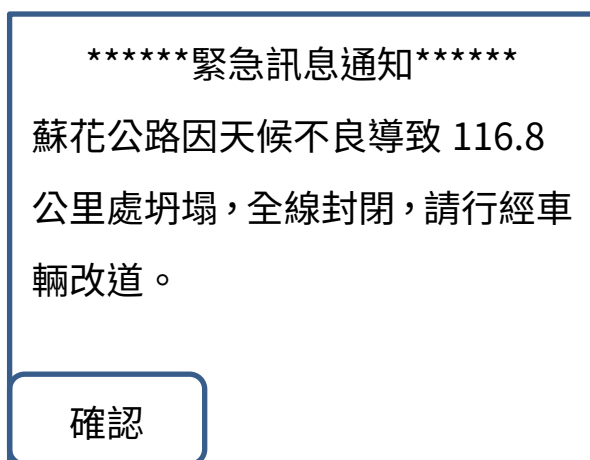 ******緊急訊息通知******
蘇花公路因天候不良導致 116.8
公里處坍塌，全線封閉，請行經車
輛改道。
確認